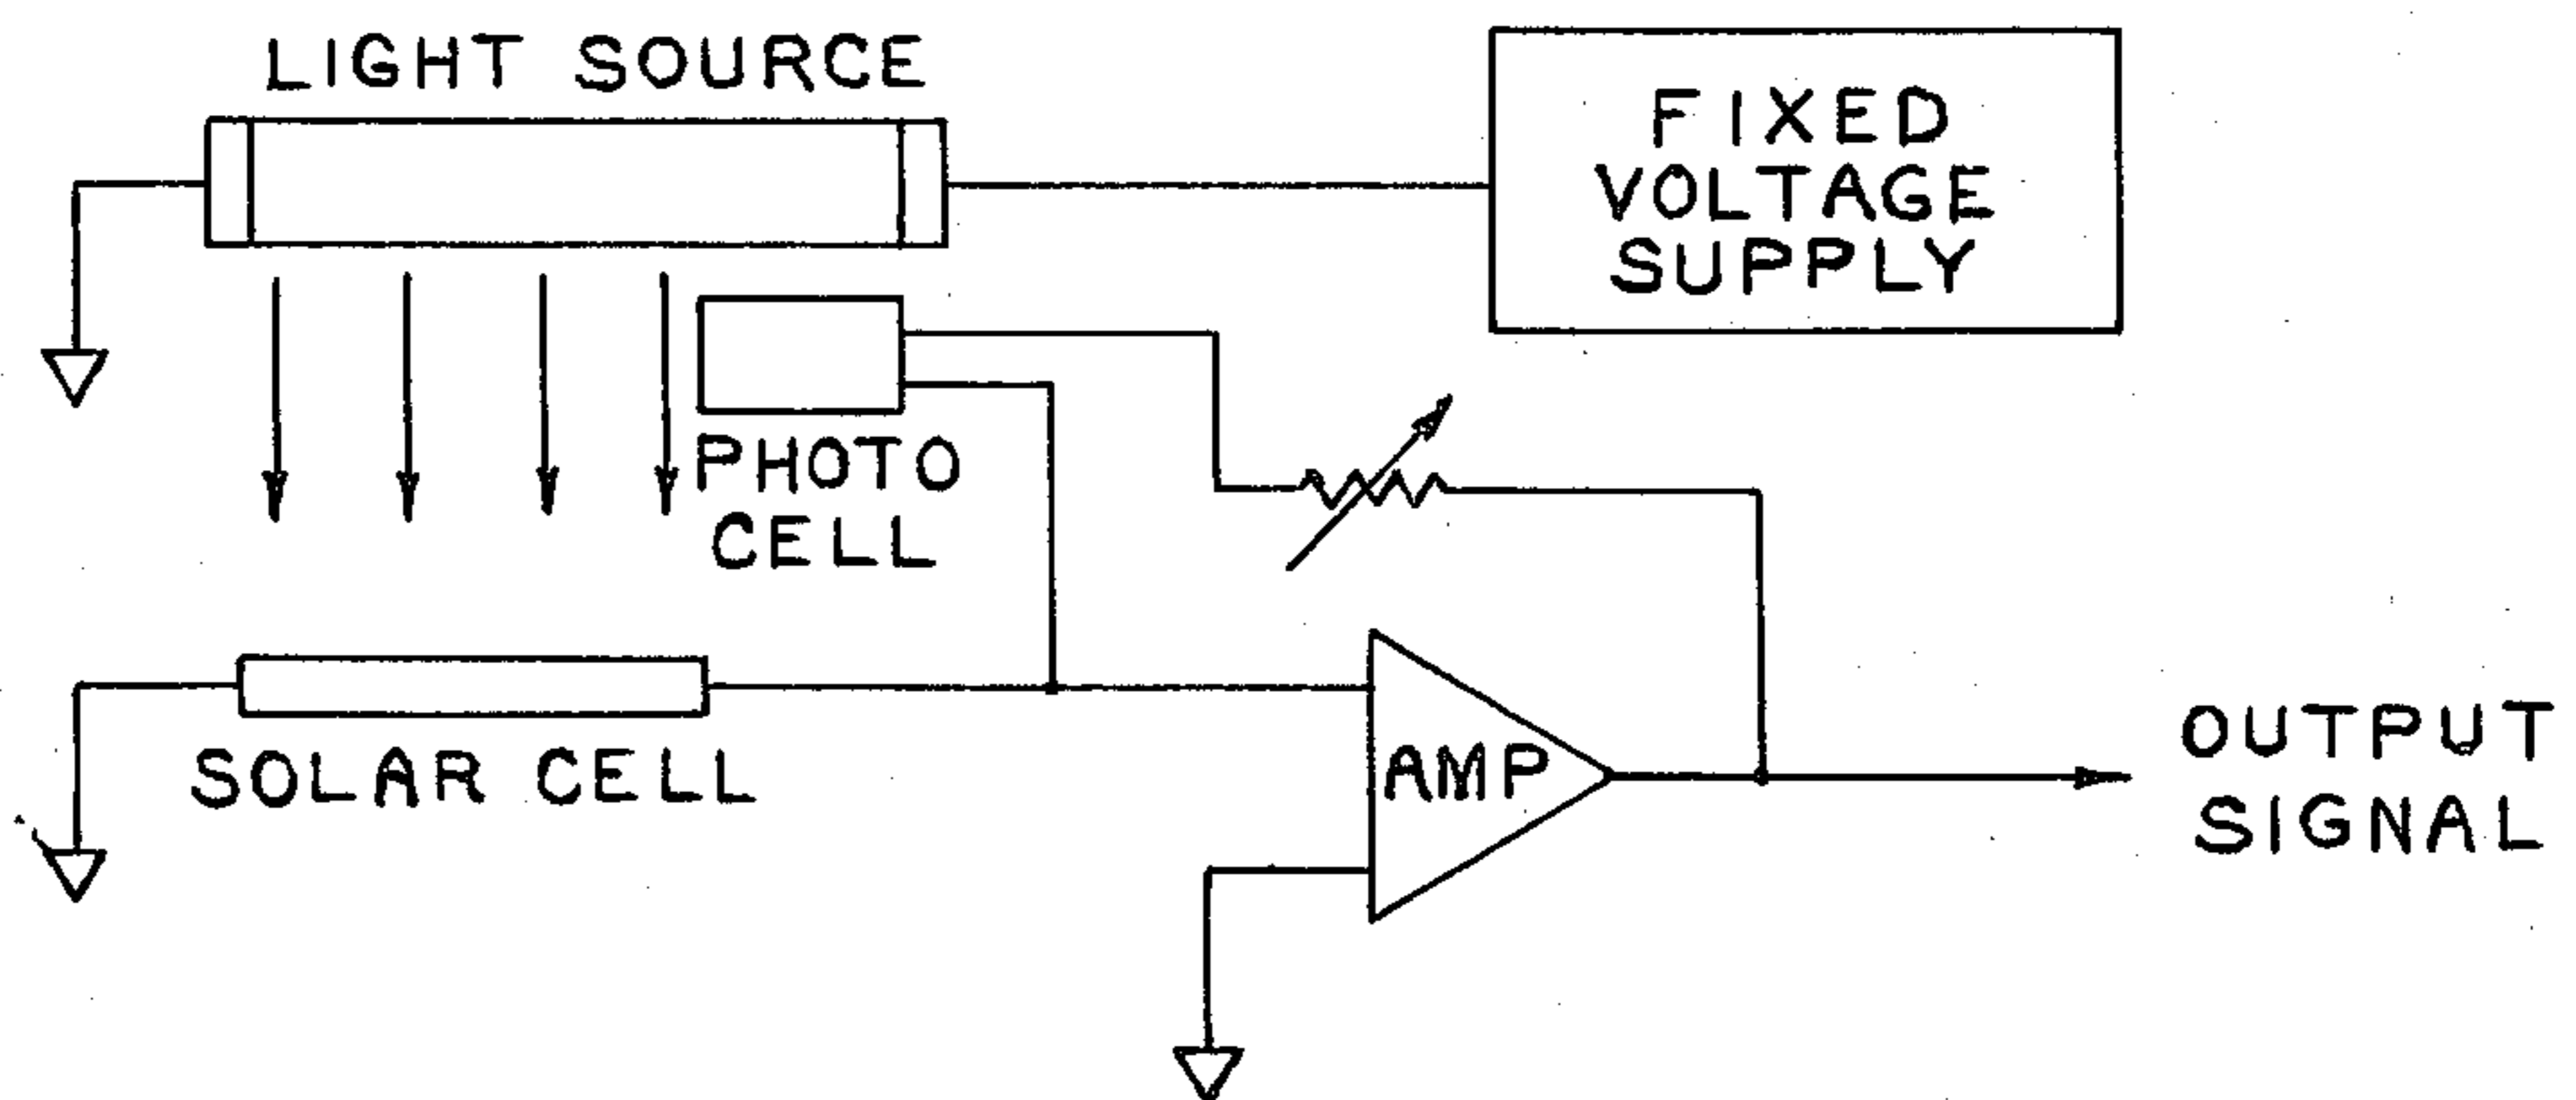 LIGHT SOURCE
FIXED
VOLTAGE
SUPPLY
PHOTO
CELL
SOLAR CELL
AMP
OUTPUT
SIGNAL